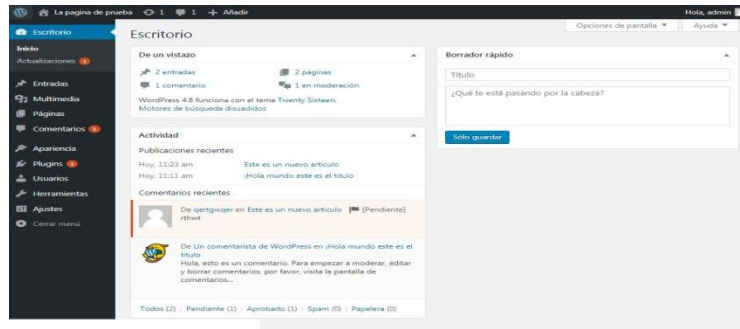 La pagina de prueba 1 1 + Añadir Hola, admin
Opciones de pantalla Ayuda
Escritorio
Inicio
Actualizaciones 1
Entradas
Multimedia
Páginas
Comentarios 1
Apariencia
Plugins 1
Usuarios
Herramientas
Ajustes
Cerrar menú
Escritorio
De un vistazo
2 entradas 2 páginas
1 comentario 1 en moderación
WordPress 4.8 funciona con el tema Twenty Sixteen.
Motores de búsqueda disuadidos
Actividad
Publicaciones recientes
Hoy, 11:23 am Este es un nuevo articulo
Hoy, 11:11 am ¡Hola mundo este es el titulo
Comentarios recientes
De qertgwqer en Este es un nuevo articulo [Pendiente]
rthwt
De Un comentarista de WordPress en ¡Hola mundo este es el
titulo
Hola, esto es un comentario. Para empezar a moderar, editar
y borrar comentarios, por favor, visita la pantalla de
comentarios...
Todos (2) | Pendiente (1) | Aprobado (1) | Spam (0) | Papelera (0)
Borrador rápido
Título
¿Qué te está pasando por la cabeza?
Sólo guardar